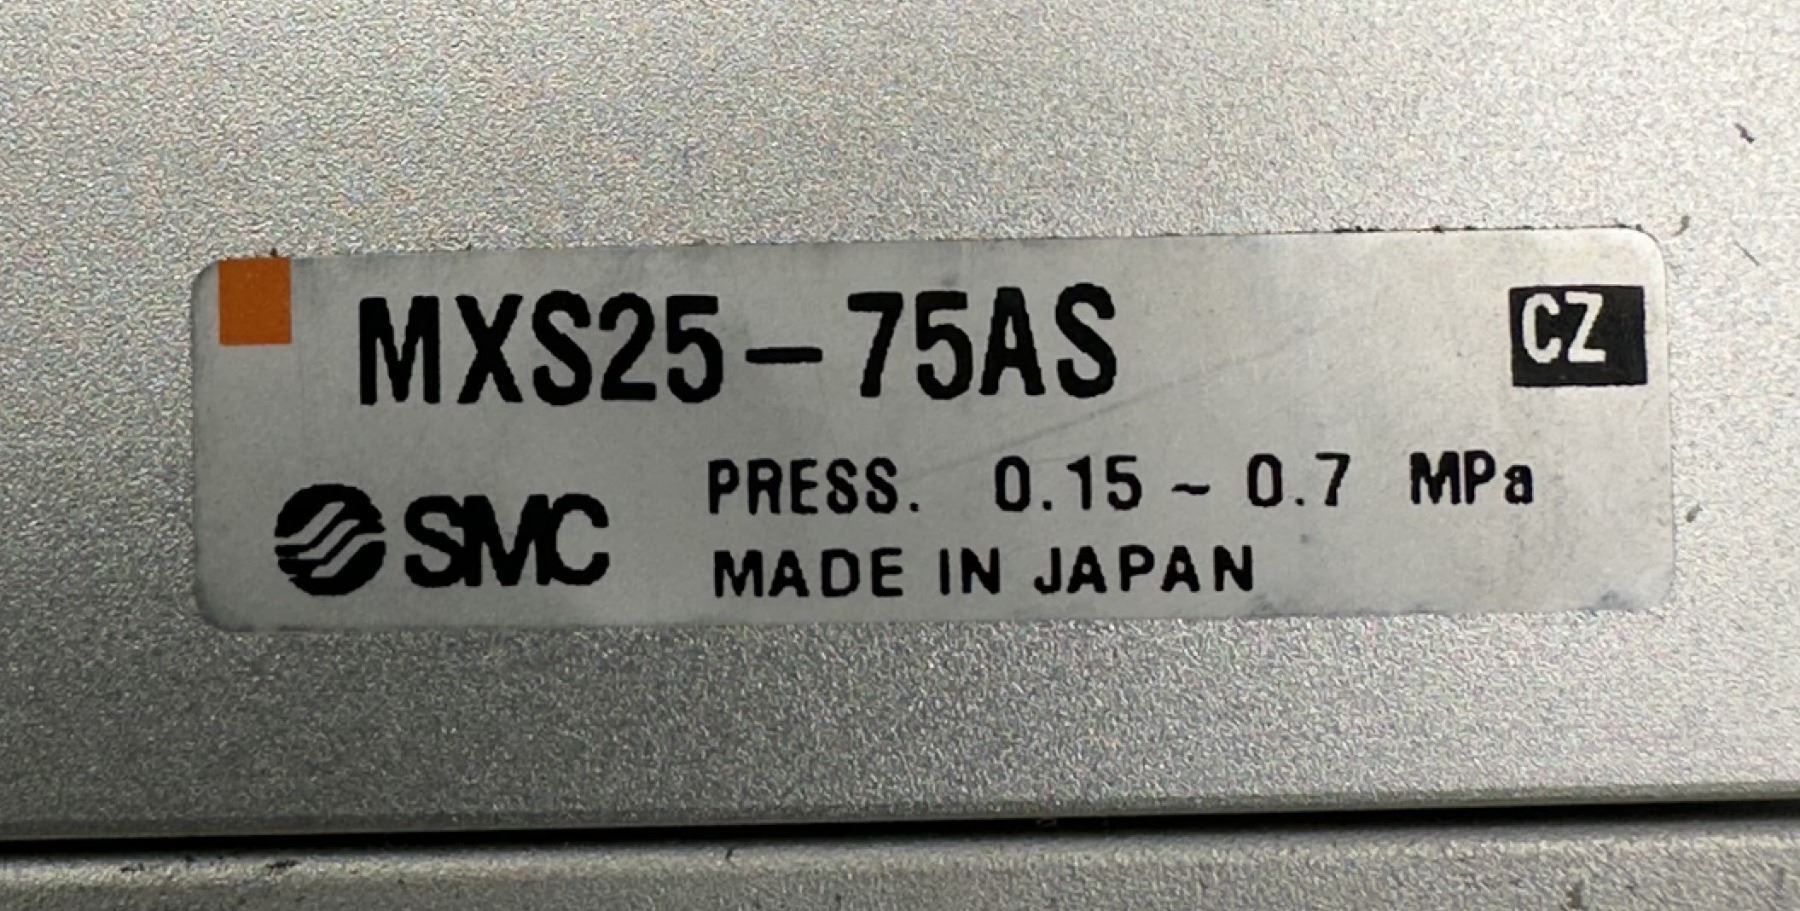 MXS25-75AS CZ
SMC PRESS. 0.15 ~ 0.7 MPa
MADE IN JAPAN